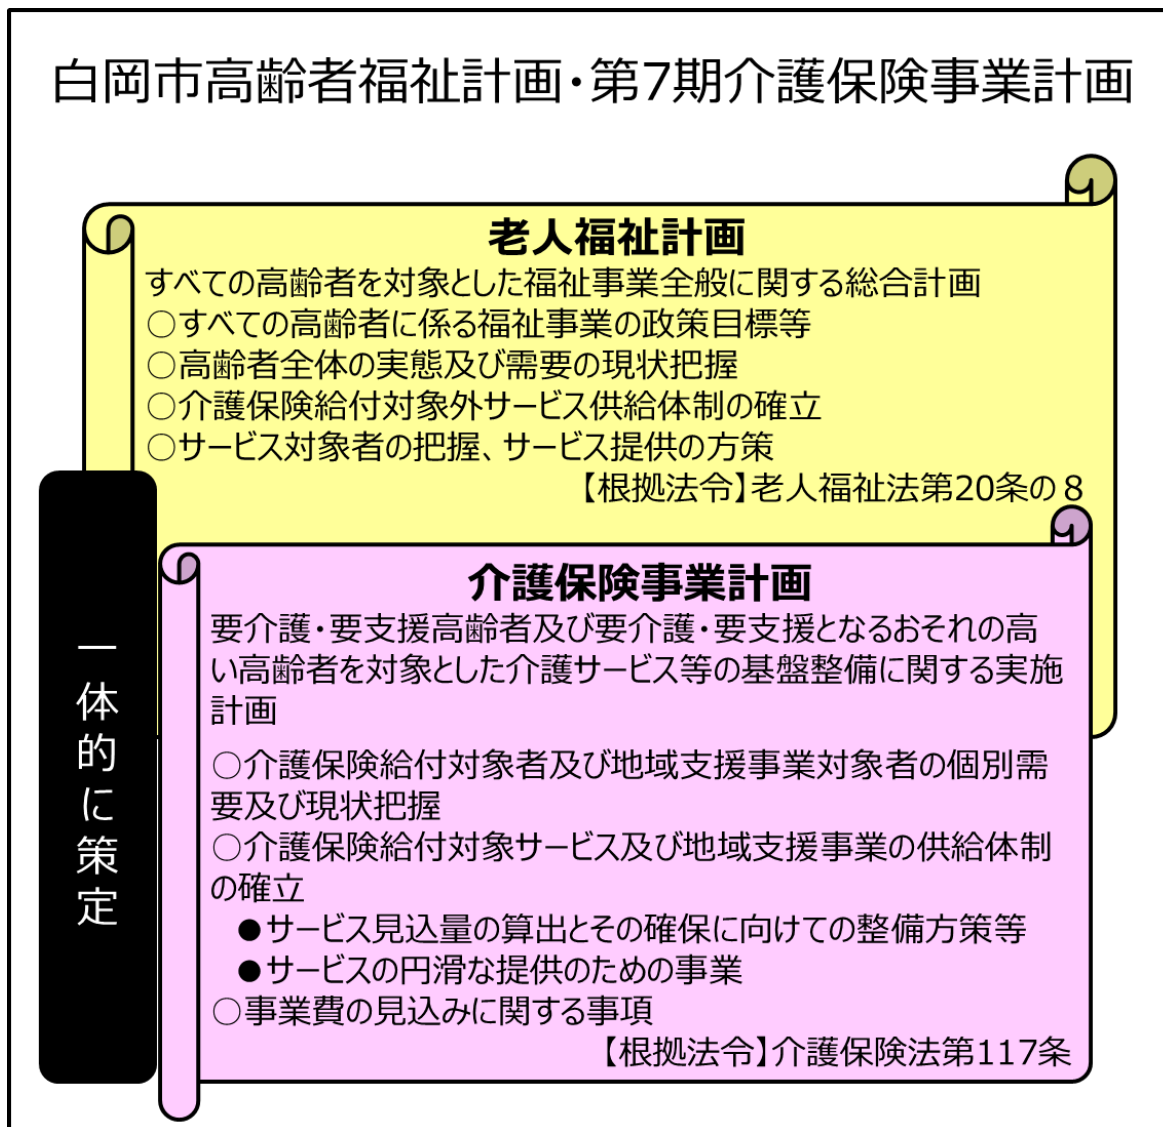 白岡市高齢者福祉計画・第7期介護保険事業計画
老人福祉計画
すべての高齢者を対象とした福祉事業全般に関する総合計画
○すべての高齢者に係る福祉事業の政策目標等
○高齢者全体の実態及び需要の現状把握
○介護保険給付対象外サービス供給体制の確立
○サービス対象者の把握、サービス提供の方策
【根拠法令】老人福祉法第20条の８
一体的に策定
介護保険事業計画
要介護・要支援高齢者及び要介護・要支援となるおそれの高
い高齢者を対象とした介護サービス等の基盤整備に関する実施
計画
○介護保険給付対象者及び地域支援事業対象者の個別需
要及び現状把握
○介護保険給付対象サービス及び地域支援事業の供給体制
の確立
●サービス見込量の算出とその確保に向けての整備方策等
●サービスの円滑な提供のための事業
○事業費の見込みに関する事項
【根拠法令】介護保険法第117条